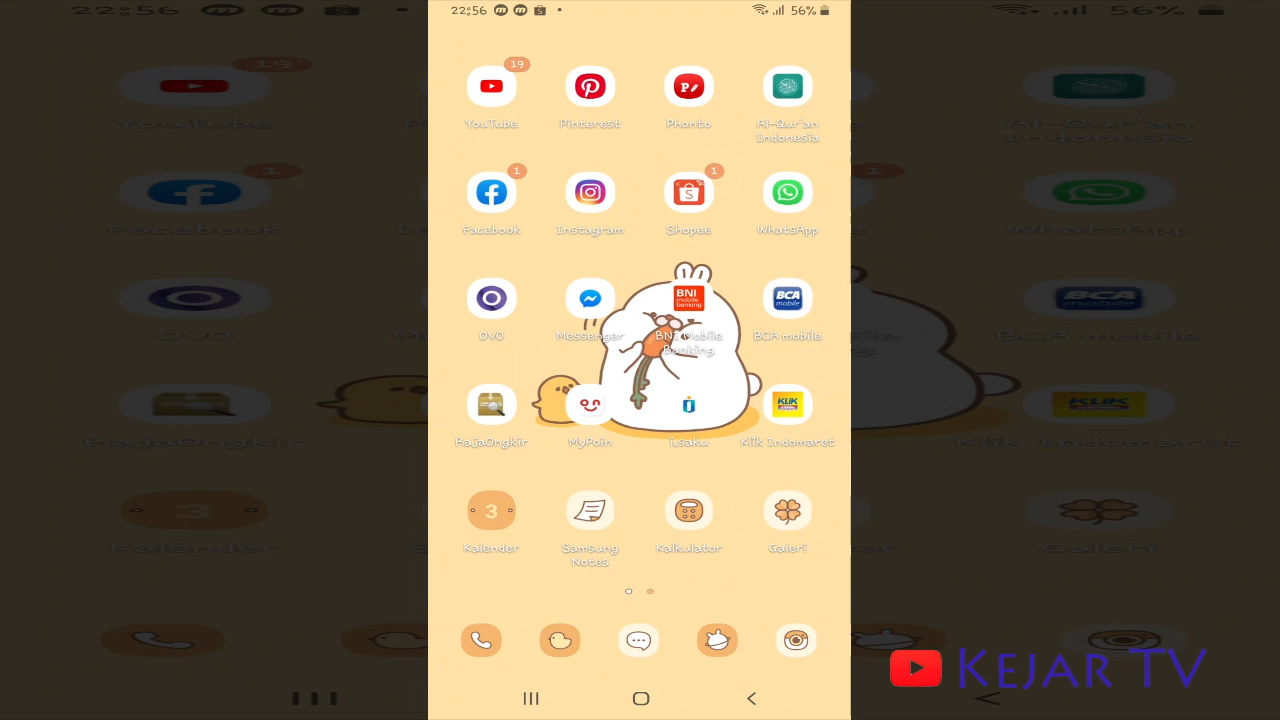 22:56
56%
19
YouTube
Pinterest
Phonto
Al-Qur'an
Indonesia
1
1
Facebook
Instagram
Shopee
WhatsApp
BNI
mobile
banking
BCA
mobile
OVO
Messenger
BNI Mobile
Banking
BCA mobile
KLIK
RajaOngkir
MyPoin
i.saku
Klik Indomaret
3
Kalender
Samsung
Notes
Kalkulator
Galeri
KEJAR TV